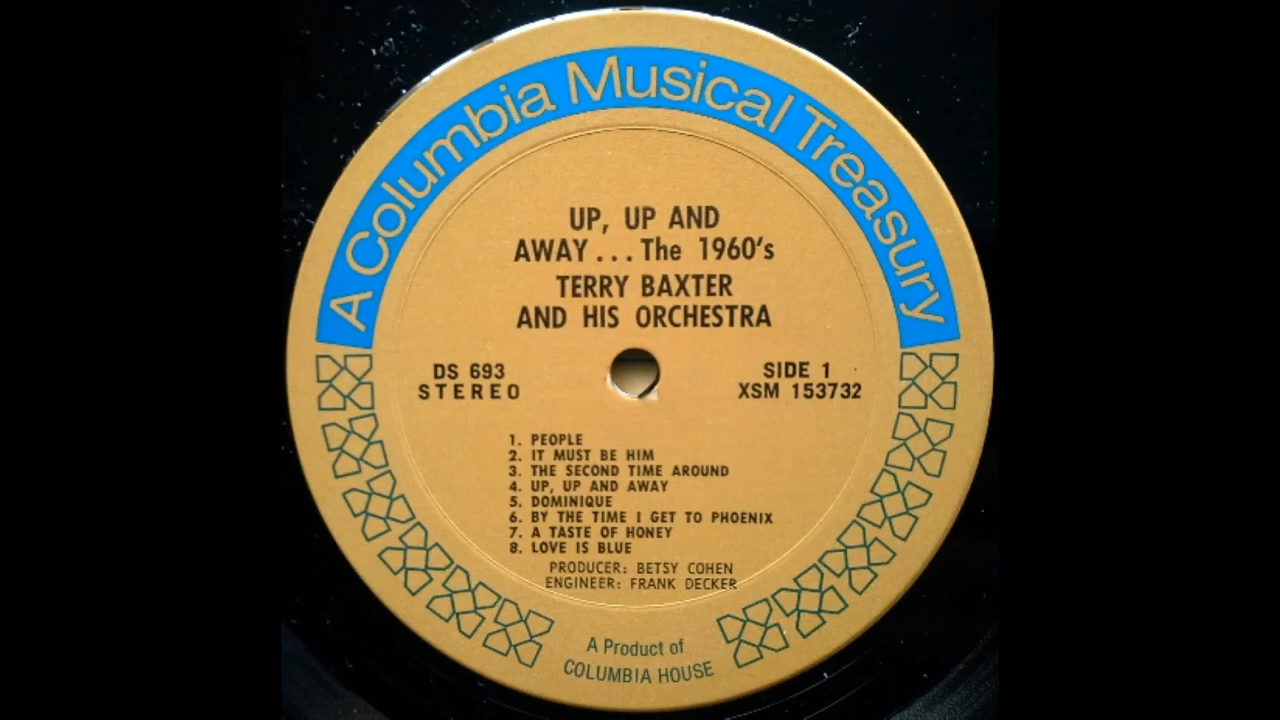 A Columbia Musical Treasury
UP, UP AND
AWAY... The 1960's
TERRY BAXTER
AND HIS ORCHESTRA
DS 693
STEREO
SIDE 1
XSM 153732
1. PEOPLE
2. IT MUST BE HIM
3. THE SECOND TIME AROUND
4. UP, UP AND AWAY
5. DOMINIQUE
6. BY THE TIME I GET TO PHOENIX
7. A TASTE OF HONEY
8. LOVE IS BLUE
PRODUCER: BETSY COHEN
ENGINEER: FRANK DECKER
A Product of
COLUMBIA HOUSE